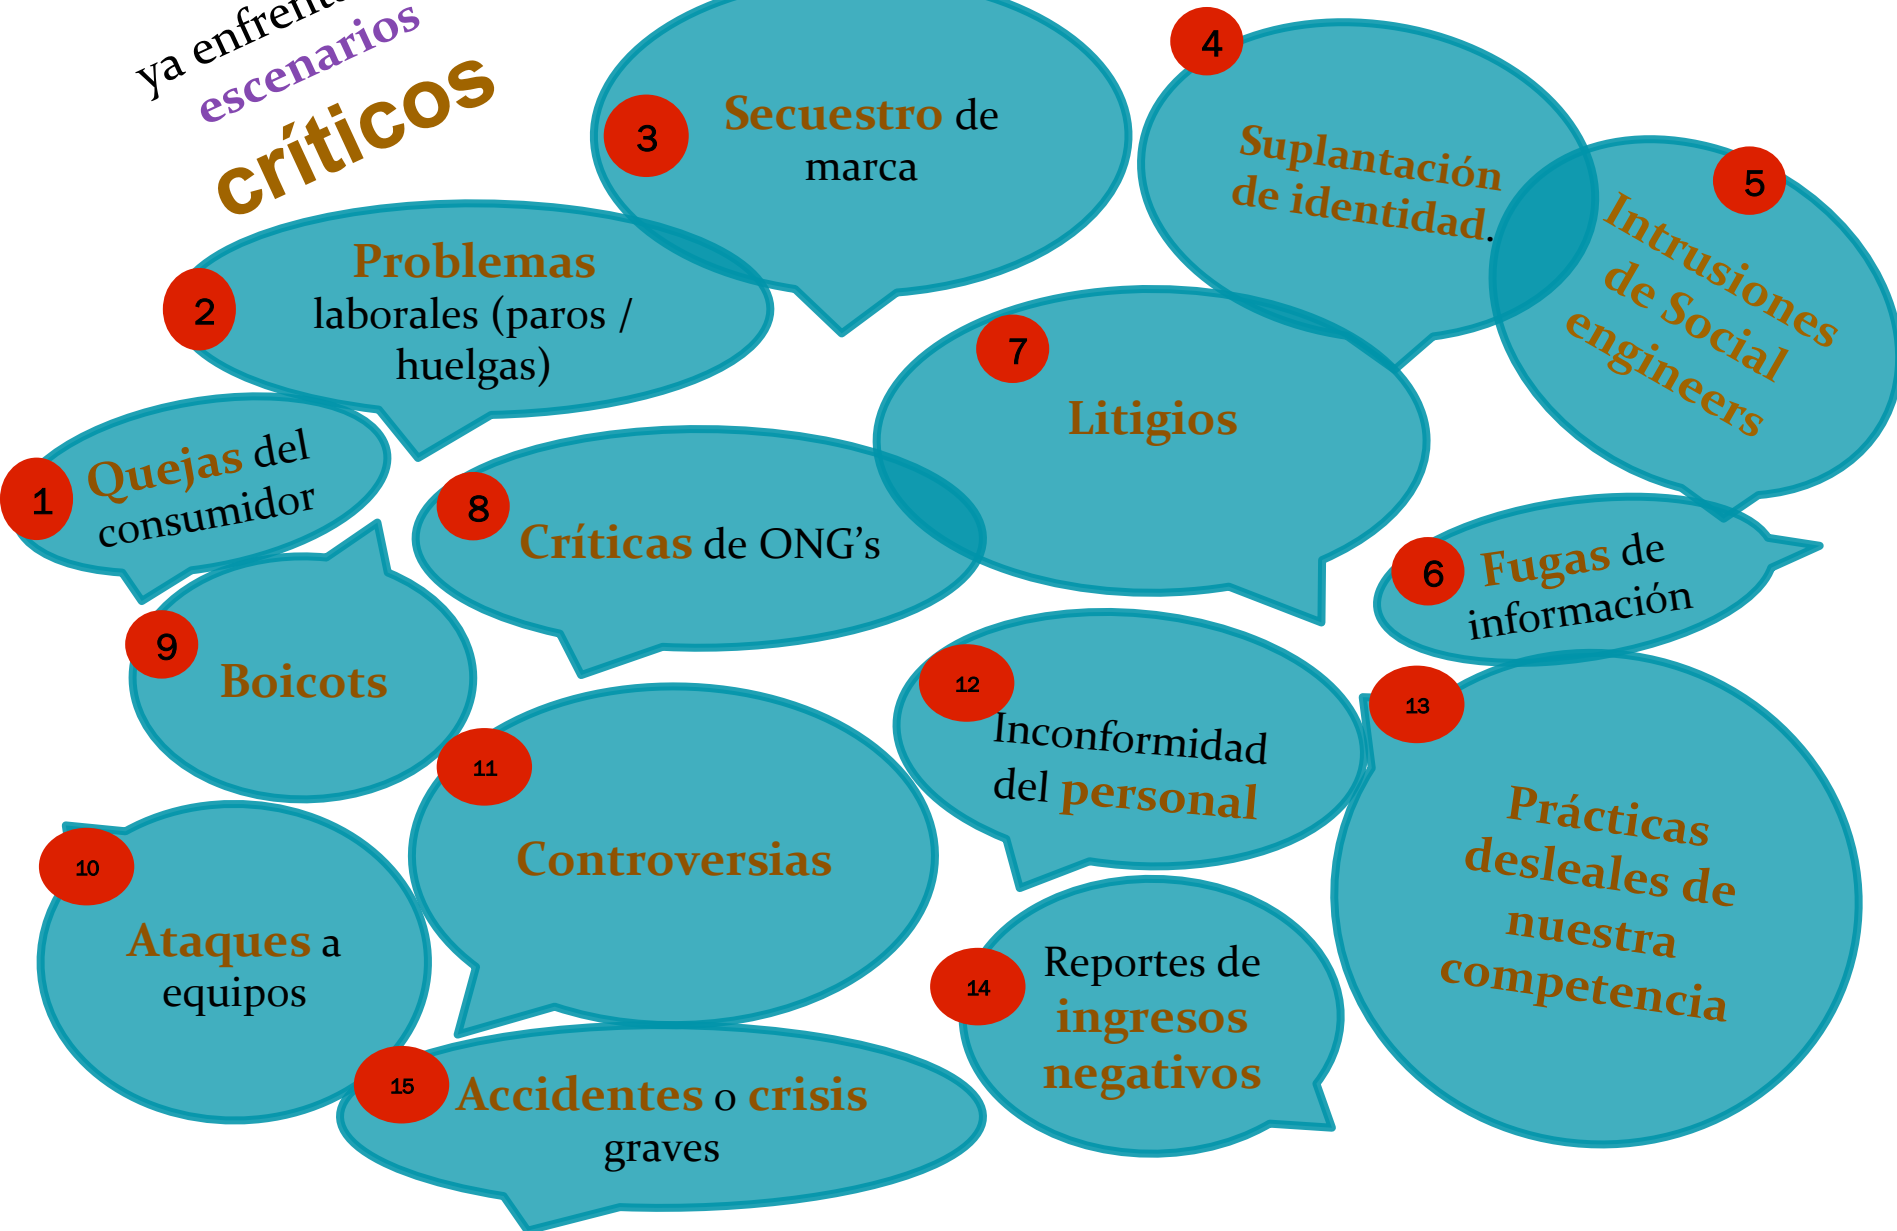 ya
escenarios
críticos
1
Quejas del
consumidor
2
Problemas
laborales (paros /
huelgas)
3
Secuestro de
marca
4
Suplantación
de identidad.
5
Intrusiones
de Social
engineers
6
Fugas de
información
7
Litigios
8
Críticas de ONG’s
9
Boicots
10
Ataques a
equipos
11
Controversias
12
Inconformidad
del personal
13
Prácticas
desleales de
nuestra
competencia
14
Reportes de
ingresos
negativos
15
Accidentes o crisis
graves